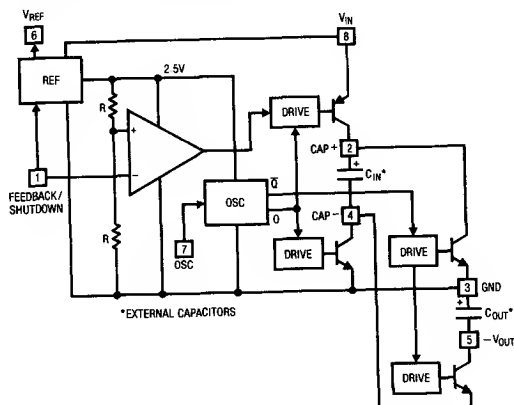 VREF
6
VIN
8
REF
2 5V
R
+
−
DRIVE
CAP +
2
+
CIN*
1
FEEDBACK/
SHUTDOWN
Q̅
OSC
Q
CAP −
4
R
7
OSC
DRIVE
DRIVE
3
GND
*EXTERNAL CAPACITORS
+
COUT*
5
−VOUT
DRIVE